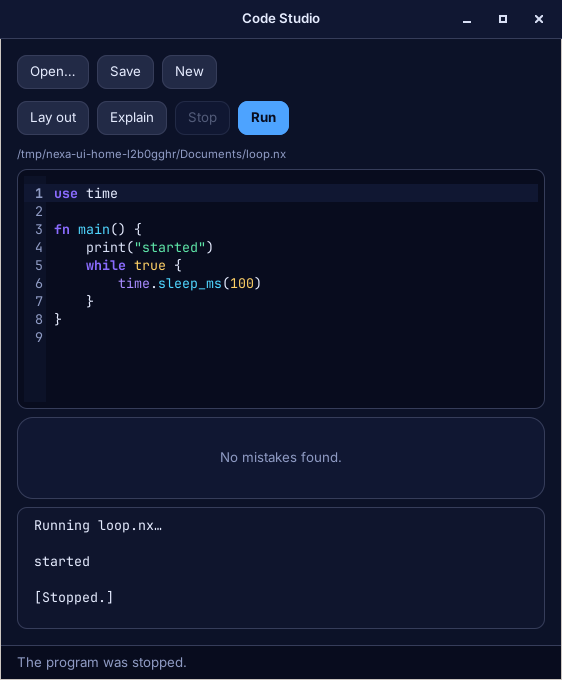 Code Studio
Open... Save New
Lay out Explain Stop Run
/tmp/nexa-ui-home-l2b0gghr/Documents/loop.nx
1 use time
2
3 fn main() {
4     print("started")
5     while true {
6         time.sleep_ms(100)
7     }
8 }
9
No mistakes found.
Running loop.nx…
started
[Stopped.]
The program was stopped.